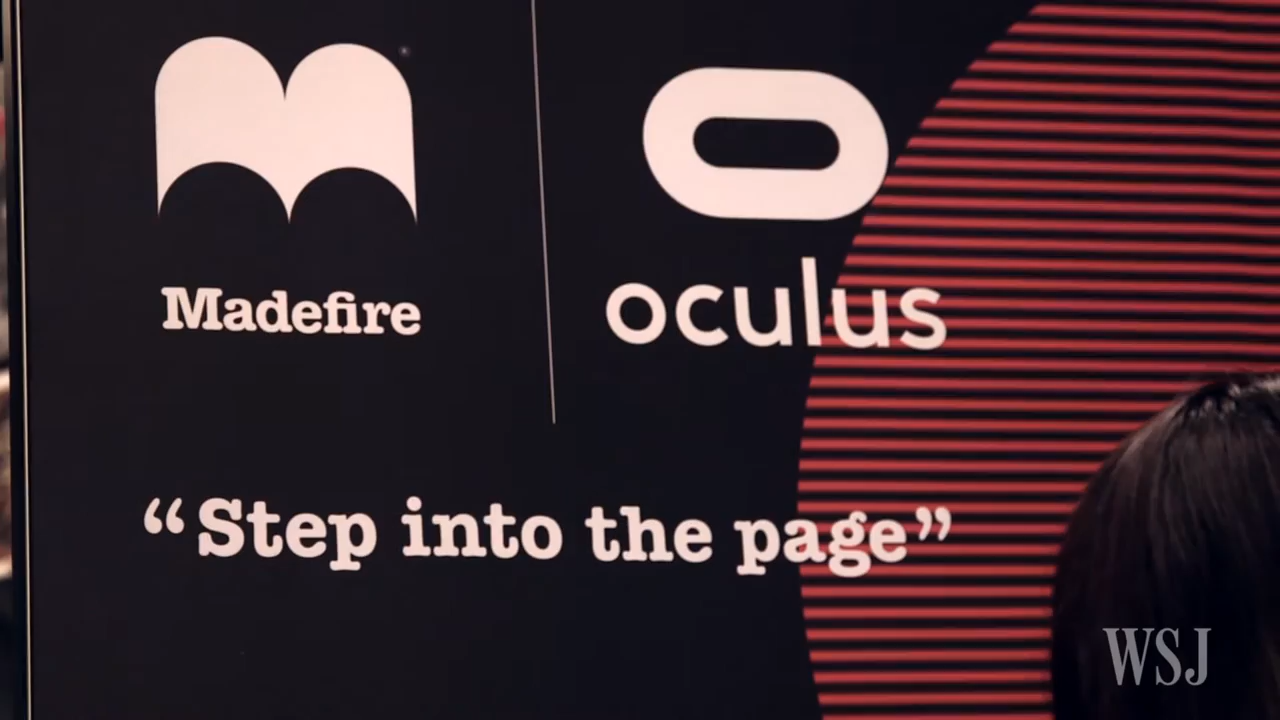 Madefire
oculus
“Step into the page”
WSJ